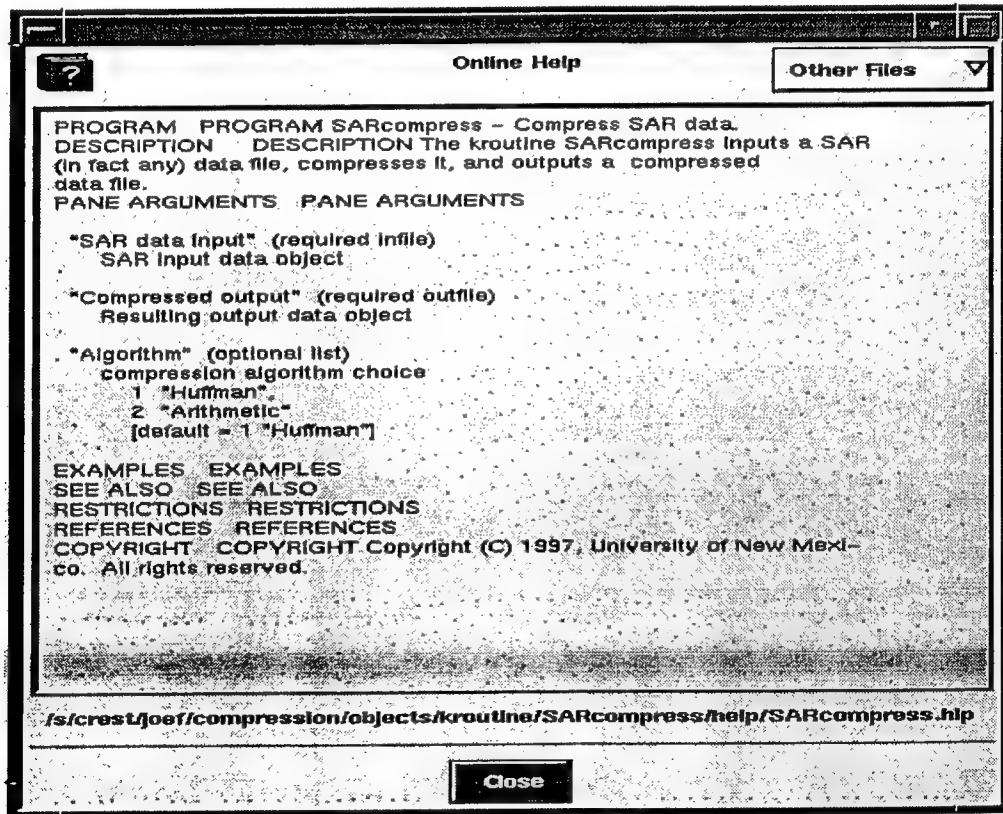 Online Help
Other Files
PROGRAM PROGRAM SARcompress – Compress SAR data.
DESCRIPTION DESCRIPTION The kroutine SARcompress inputs a SAR
(in fact any) data file, compresses it, and outputs a compressed
data file.
PANE ARGUMENTS PANE ARGUMENTS
"SAR data input" (required infile)
SAR input data object
"Compressed output" (required outfile)
Resulting output data object
"Algorithm" (optional list)
compression algorithm choice
1 "Huffman"
2 "Arithmetic"
[default = 1 "Huffman"]
EXAMPLES EXAMPLES
SEE ALSO SEE ALSO
RESTRICTIONS RESTRICTIONS
REFERENCES REFERENCES
COPYRIGHT COPYRIGHT Copyright (C) 1997, University of New Mexi–
co. All rights reserved.
/s/crest/joef/compression/objects/kroutine/SARcompress/help/SARcompress.hlp
Close